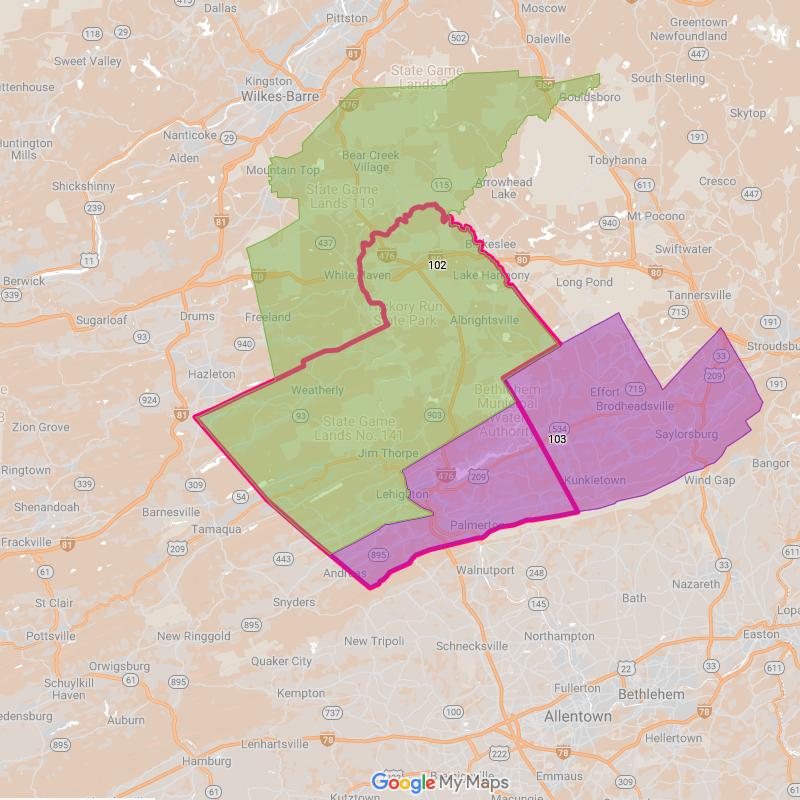 Dallas
Pittston
Moscow
415
118
29
502
Daleville
Greentown
Newfoundland
Sweet Valley
81
447
State Game
Lands 9
South Sterling
Kingston
Wilkes-Barre
476
380
Gouldsboro
Skytop
Nanticoke
29
191
Alden
Bear Creek
Village
Tobyhanna
Mountain Top
Huntington
Mills
Shickshinny
State Game
Lands 119
115
Arrowhead
Lake
611
Cresco
447
239
Mt Pocono
81
940
437
Blakeslee
Swiftwater
11
476
80
102
80
Berwick
White Haven
Lake Harmony
Long Pond
Tannersville
339
Hickory Run
State Park
715
Sugarloaf
Drums
Freeland
Albrightsville
191
93
940
Stroudsburg
33
Hazleton
209
Weatherly
Bethlehem
Municipal
Water
Authority
Effort
715
191
924
Brodheadsville
81
93
903
Zion Grove
State Game
Lands No. 141
534
103
Saylorsburg
Jim Thorpe
Ringtown
476
209
Bangor
339
309
Kunkletown
Wind Gap
54
Lehighton
Shenandoah
Barnesville
Tamaqua
Palmerton
512
Frackville
81
209
895
443
Andreas
Walnutport
248
61
Nazareth
St Clair
Snyders
145
Bath
Pottsville
895
Northampton
Easton
New Ringgold
New Tripoli
Schnecksville
22
33
611
Orwigsburg
Quaker City
61
895
Schuylkill
Haven
Kempton
Fullerton
Bethlehem
Auburn
737
100
Allentown
78
895
Lenhartsville
78
222
Hellertown
Hamburg
61
Google My Maps
Emmaus
Kutztown